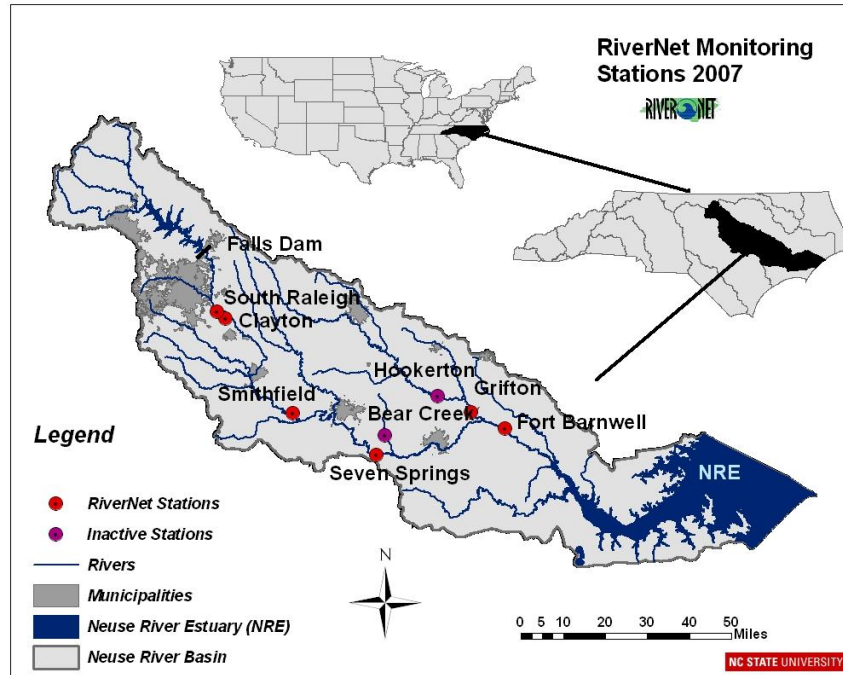 RiverNet Monitoring
Stations 2007
RIVER NET
Falls Dam
South Raleigh
Clayton
Hookerton
Grifton
Smithfield
Bear Creek
Fort Barnwell
Seven Springs
NRE
Legend
RiverNet Stations
Inactive Stations
Rivers
Municipalities
Neuse River Estuary (NRE)
Neuse River Basin
N
0 5 10 20 30 40 50
Miles
NC STATE UNIVERSITY